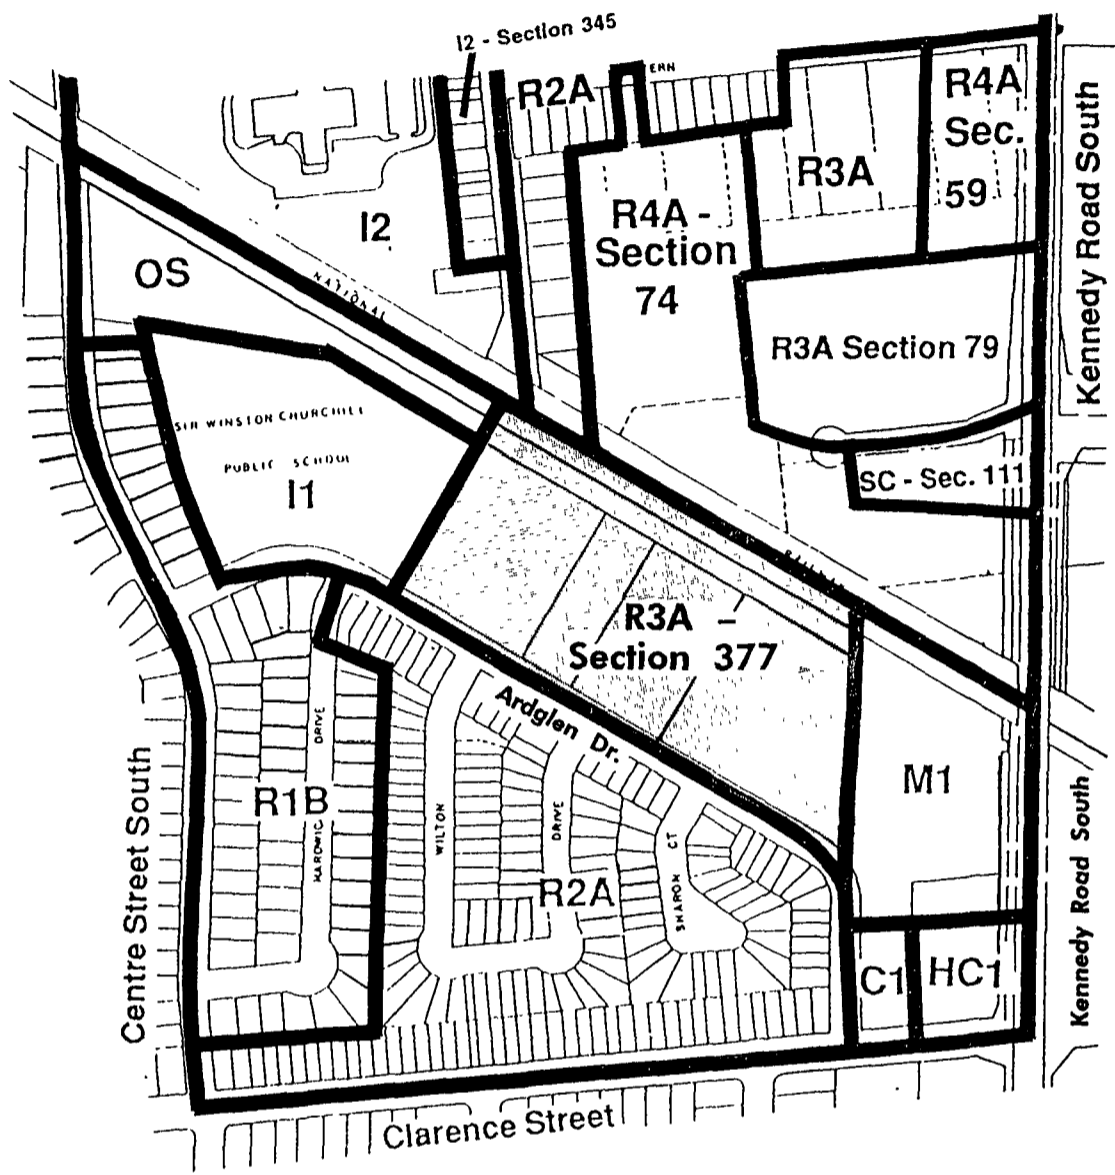 I2 - Section 345
R2A
ERN
R4A
Sec.
59
R3A
Kennedy Road South
I2
R4A -
Section
74
OS
NATIONAL
R3A Section 79
SIR WINSTON CHURCHILL
PUBLIC SCHOOL
I1
SC - Sec. 111
RAILWAY
R3A -
Section 377
Ardglen Dr.
DRIVE
R1B
WILTON
DRIVE
SHARON CT
M1
R2A
Centre Street South
C1
HC1
Kennedy Road South
Clarence Street